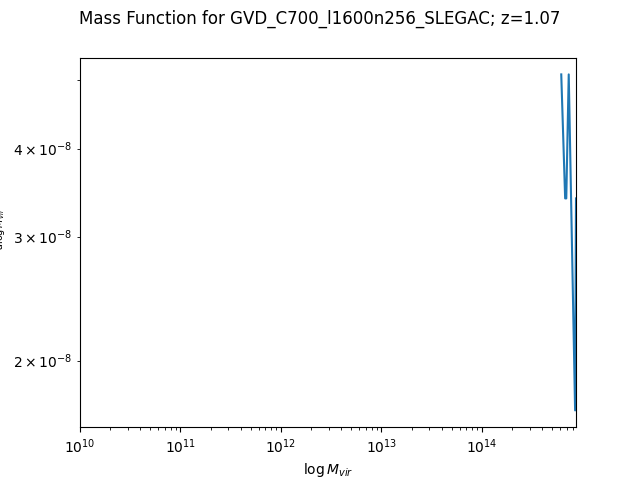 Mass Function for GVD_C700_l1600n256_SLEGAC; z=1.07
4 × 10⁻⁸
3 × 10⁻⁸
2 × 10⁻⁸
10¹⁰ 10¹¹ 10¹² 10¹³ 10¹⁴
log M_vir